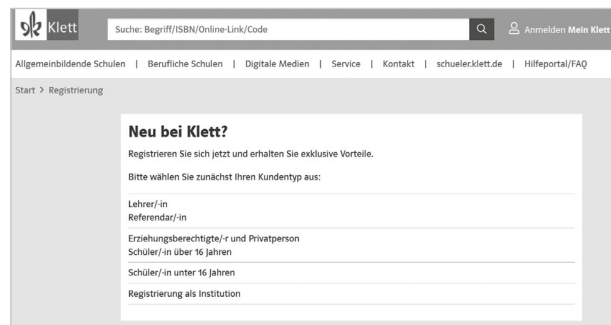 Klett
Suche: Begriff/ISBN/Online-Link/Code
Anmelden Mein Klett
Allgemeinbildende Schulen | Berufliche Schulen | Digitale Medien | Service | Kontakt | schueler.klett.de | Hilfeportal/FAQ
Start > Registrierung
Neu bei Klett?
Registrieren Sie sich jetzt und erhalten Sie exklusive Vorteile.
Bitte wählen Sie zunächst Ihren Kundentyp aus:
Lehrer/-in
Referendar/-in
Erziehungsberechtigte/-r und Privatperson
Schüler/-in über 16 Jahren
Schüler/-in unter 16 Jahren
Registrierung als Institution